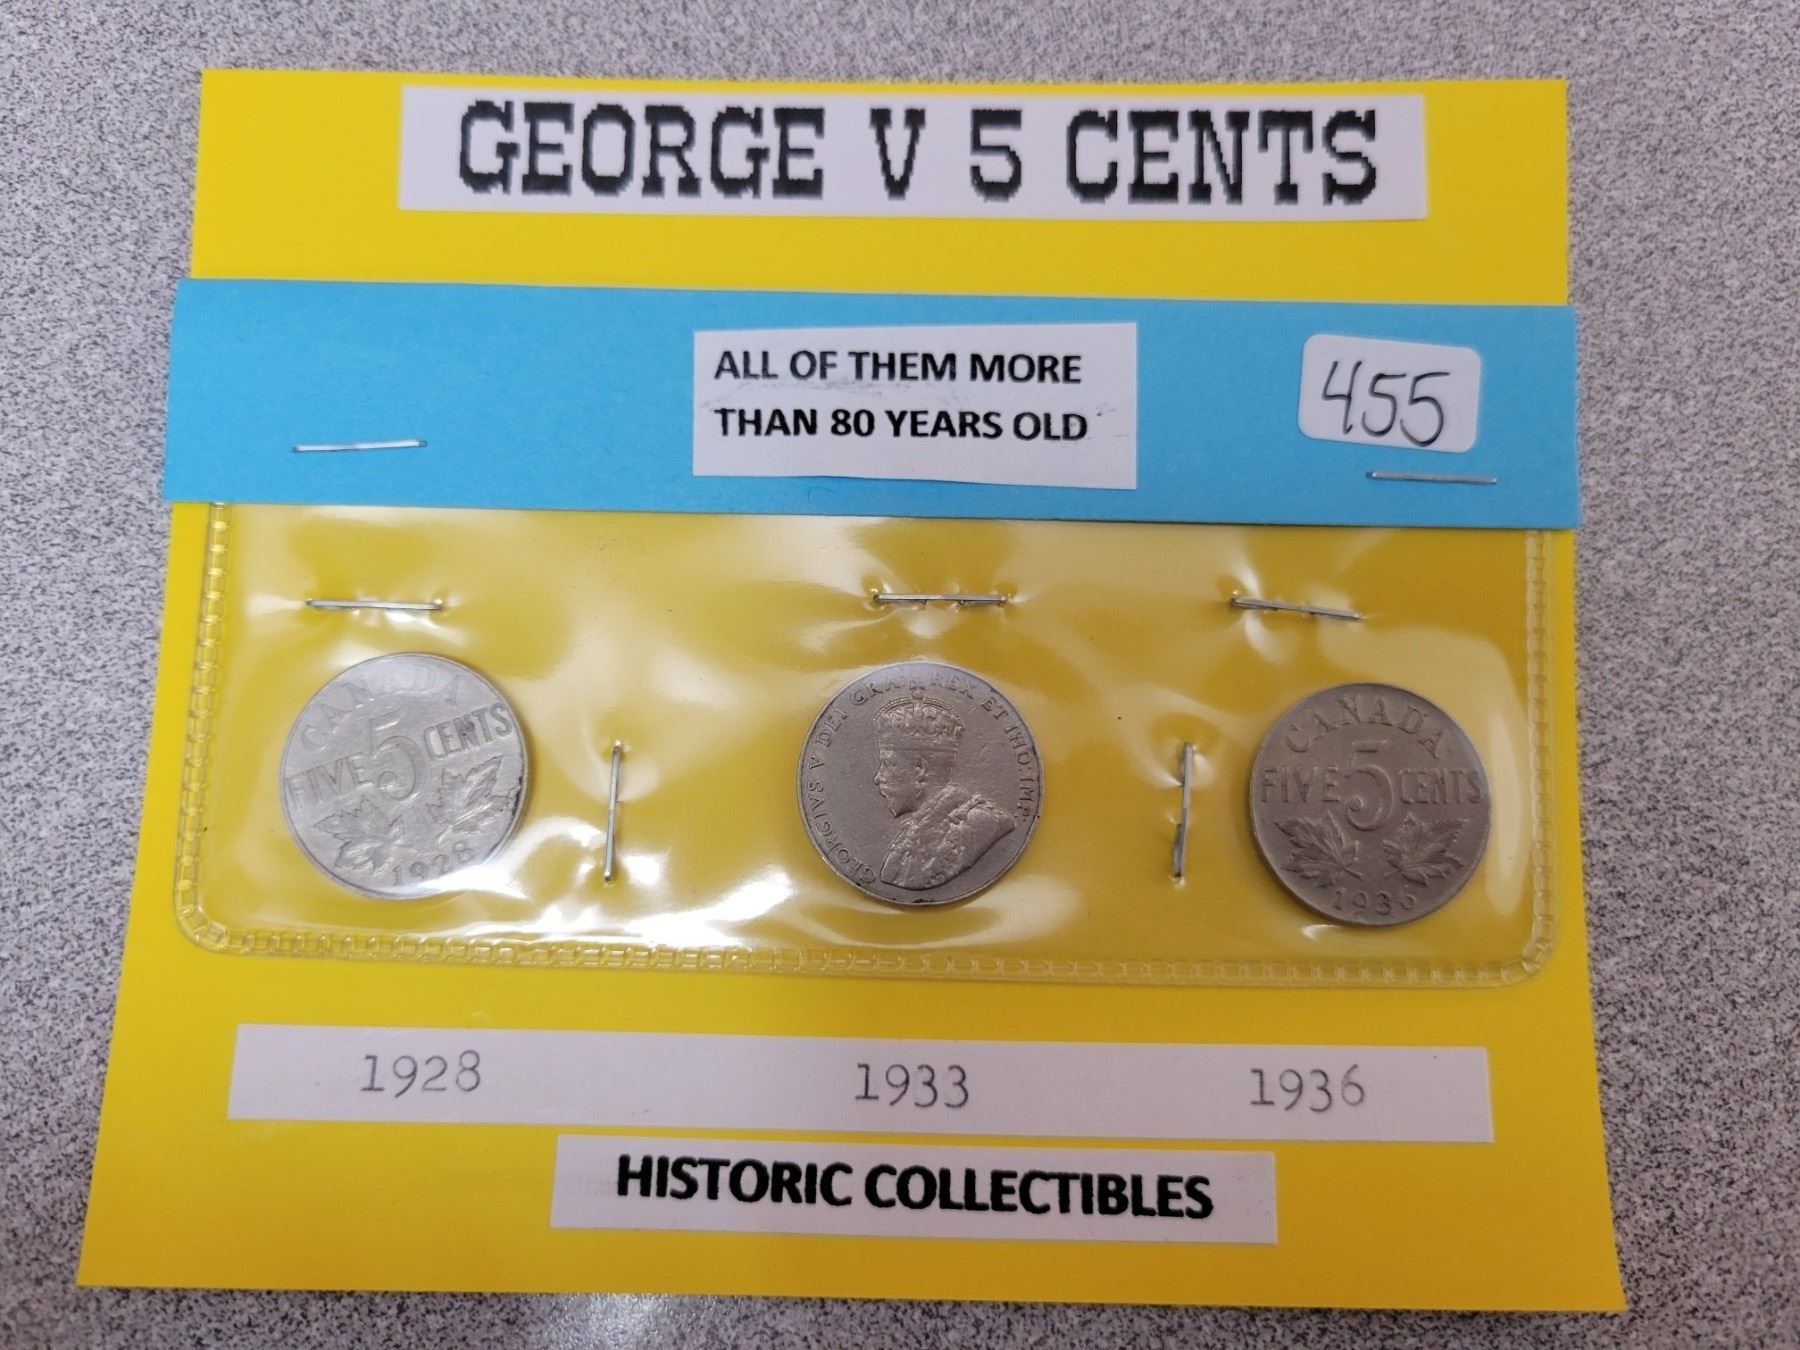 GEORGE V 5 CENTS
ALL OF THEM MORE
THAN 80 YEARS OLD
455
CANADA
FIVE 5 CENTS
1928
GEORGIVS V DEI GRA: REX ET IND: IMP:
CANADA
FIVE 5 CENTS
1936
1928 1933 1936
HISTORIC COLLECTIBLES